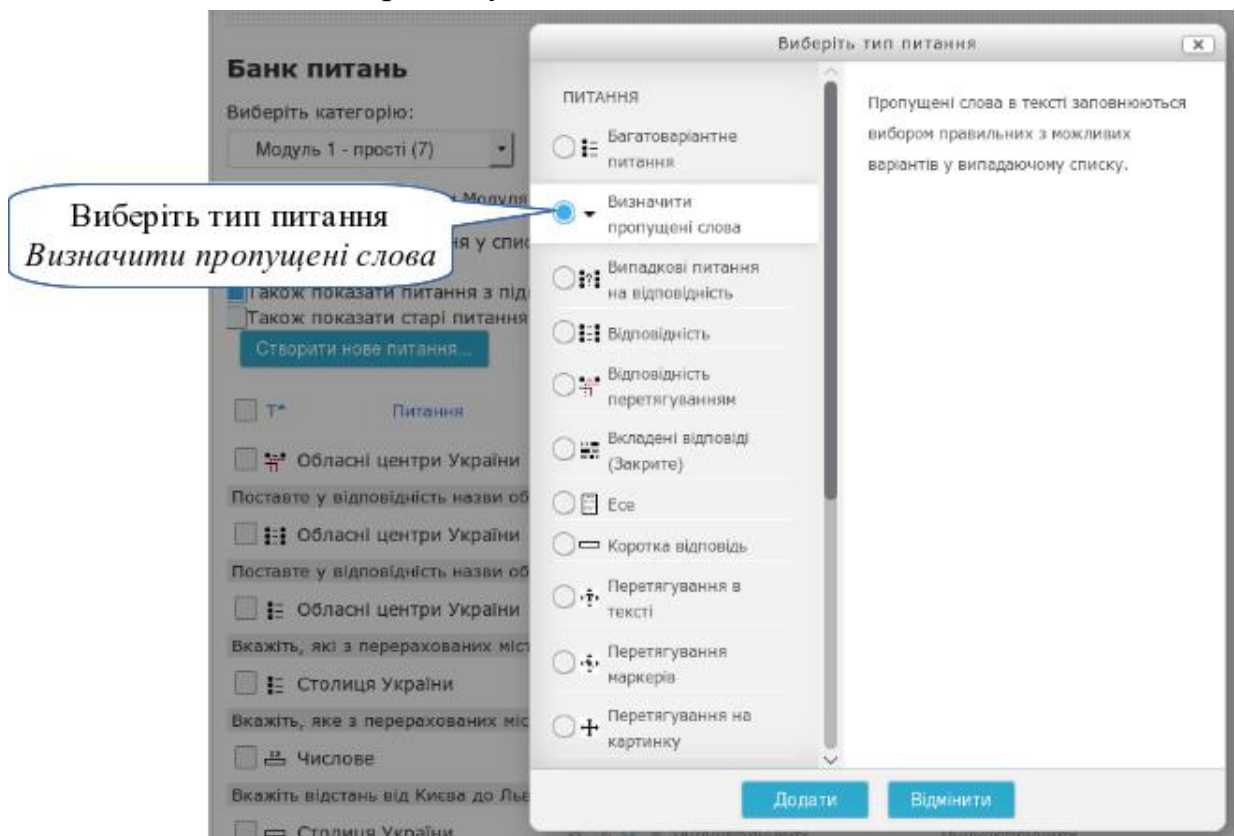 Виберіть тип питання
Банк питань
Виберіть категорію:
Модуль 1 - прості (7)
Модуля
ня у спис
Також показати питання з під
Також показати старі питання
Створити нове питання...
T*
Питання
Обласні центри України
Поставте у відповідність назви об
Обласні центри України
Поставте у відповідність назви об
Обласні центри України
Вкажіть, які з перерахованих міст
Столиця України
Вкажіть, яке з перерахованих міс
Числове
Вкажіть відстань від Києва до Льв
Столиця України
Виберіть тип питання
Визначити пропущені слова
ПИТАННЯ
Багатоваріантне
питання
Визначити
пропущені слова
Випадкові питання
на відповідність
Відповідність
Відповідність
перетягуванням
Вкладені відповіді
(Закрите)
Есе
Коротка відповідь
Перетягування в
тексті
Перетягування
маркерів
Перетягування на
картинку
Пропущені слова в тексті заповнюються
вибором правильних з можливих
варіантів у випадаючому списку.
Додати
Відмінити